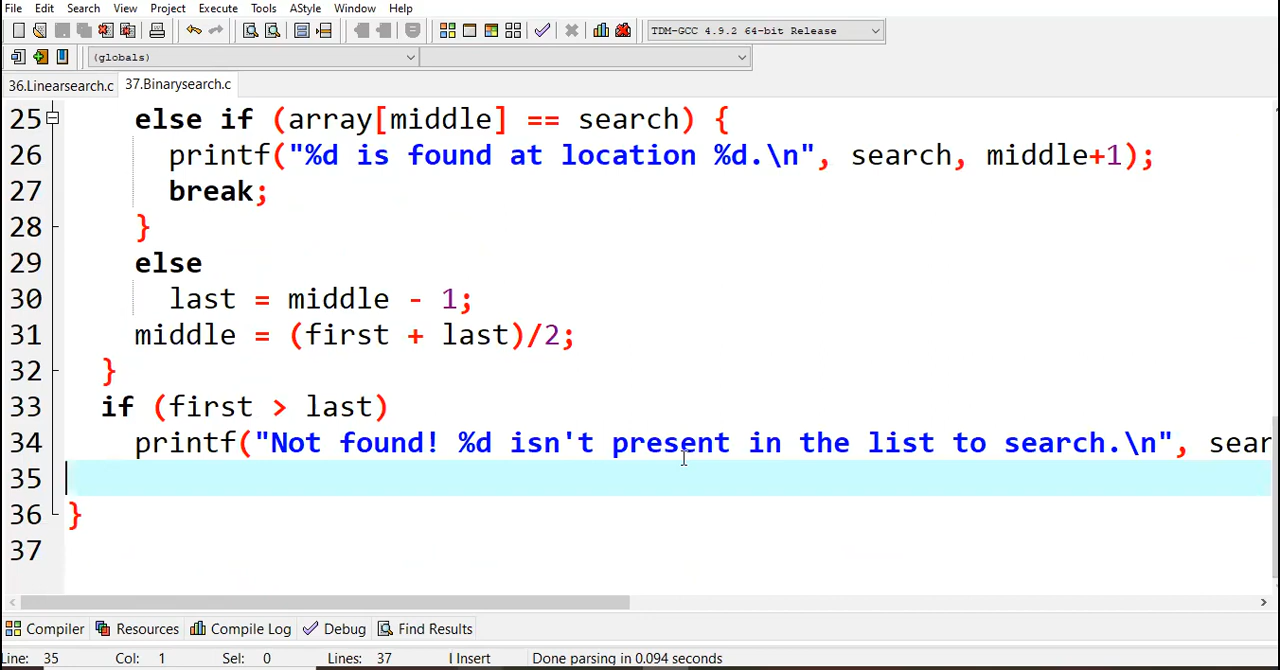 File Edit Search View Project Execute Tools AStyle Window Help
TDM-GCC 4.9.2 64-bit Release
(globals)
36.Linearsearch.c 37.Binarysearch.c
25 else if (array[middle] == search) {
26 printf("%d is found at location %d.\n", search, middle+1);
27 break;
28 }
29 else
30 last = middle - 1;
31 middle = (first + last)/2;
32 }
33 if (first > last)
34 printf("Not found! %d isn't present in the list to search.\n", sear
35
36 }
37
Compiler Resources Compile Log Debug Find Results
Line: 35 Col: 1 Sel: 0 Lines: 37 I Insert Done parsing in 0.094 seconds